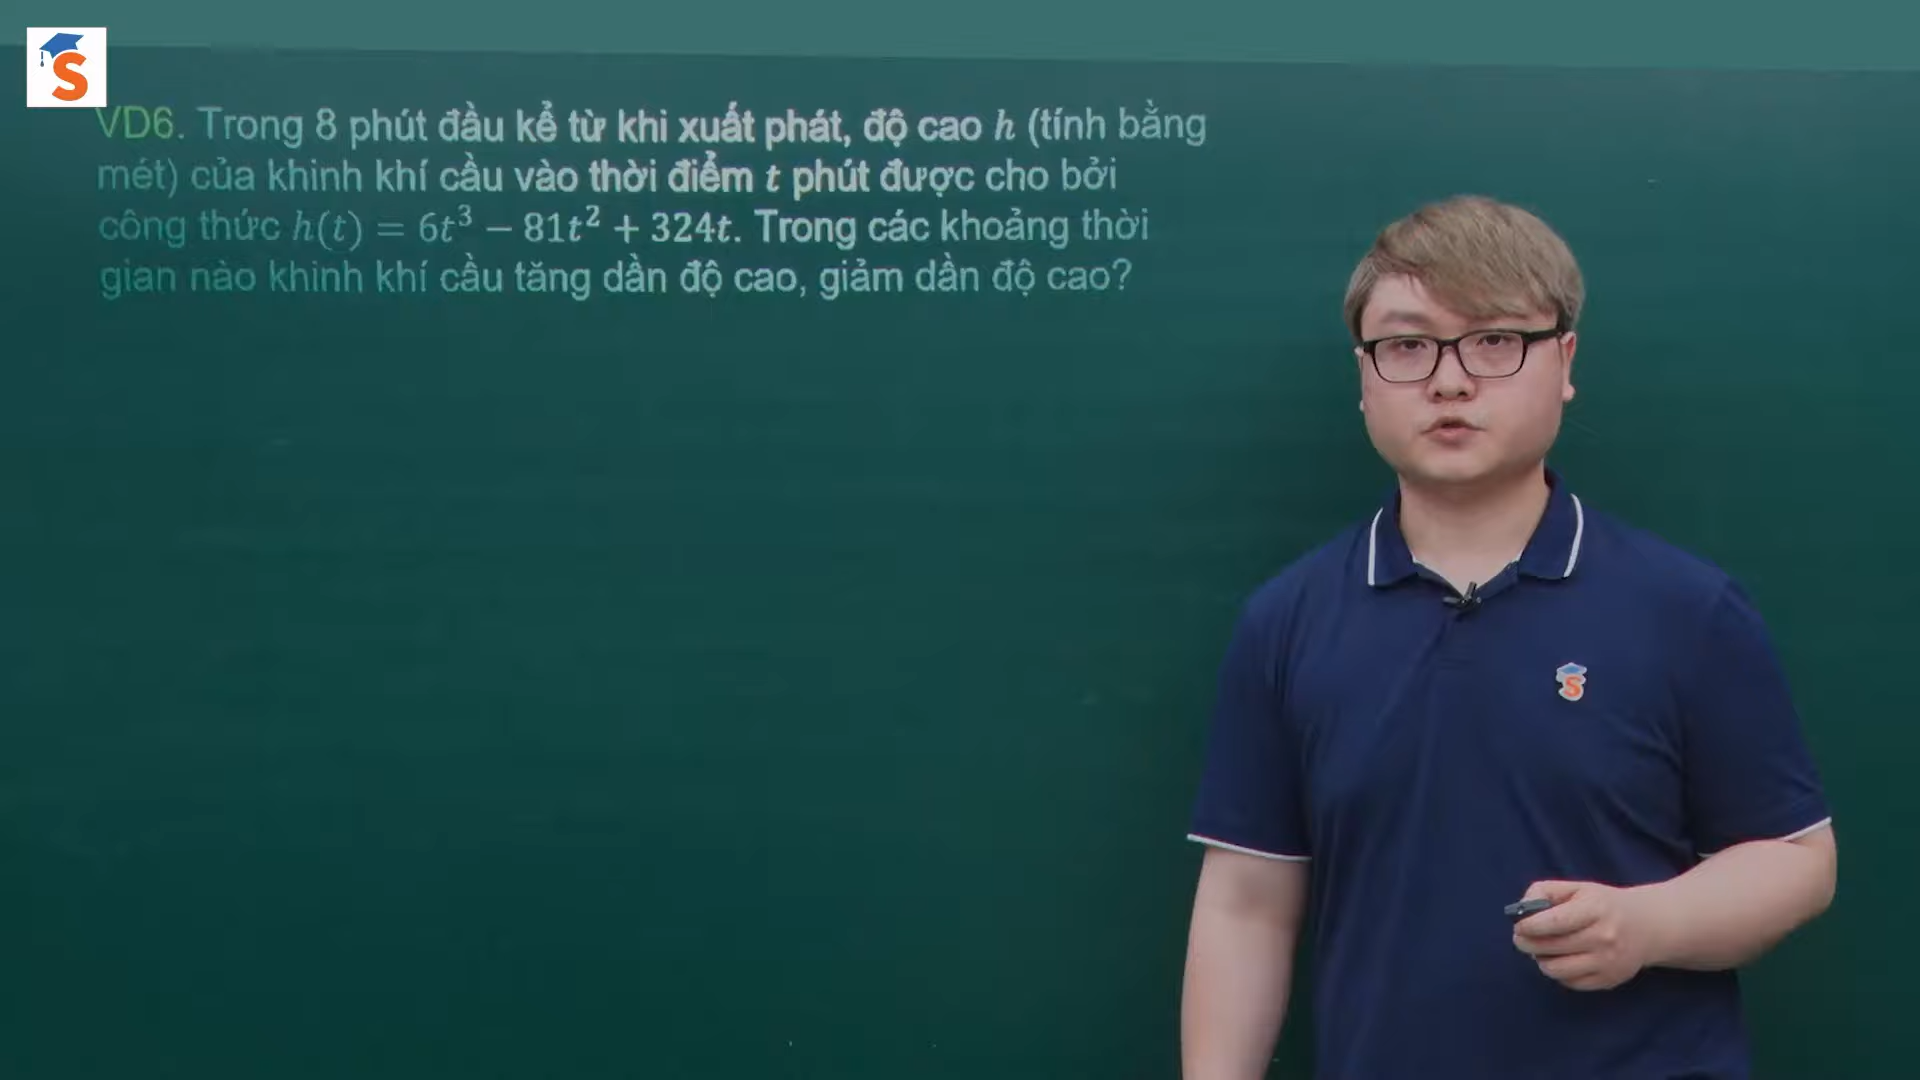 S
VD6. Trong 8 phút đầu kể từ khi xuất phát, độ cao h (tính bằng
mét) của khinh khí cầu vào thời điểm t phút được cho bởi
công thức h(t) = 6t³ − 81t² + 324t. Trong các khoảng thời
gian nào khinh khí cầu tăng dần độ cao, giảm dần độ cao?
S